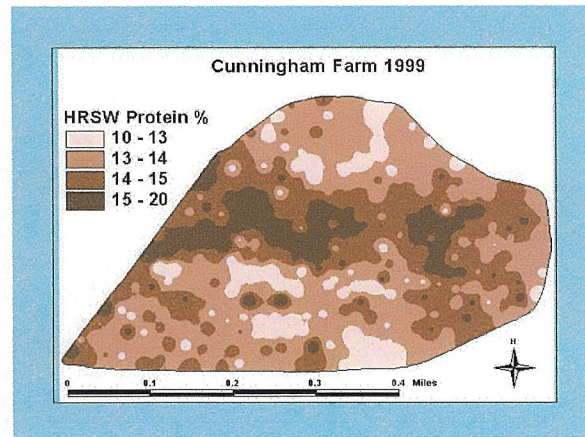 Cunningham Farm 1999
HRSW Protein %
10 - 13
13 - 14
14 - 15
15 - 20
N
0 0.1 0.2 0.3 0.4 Miles